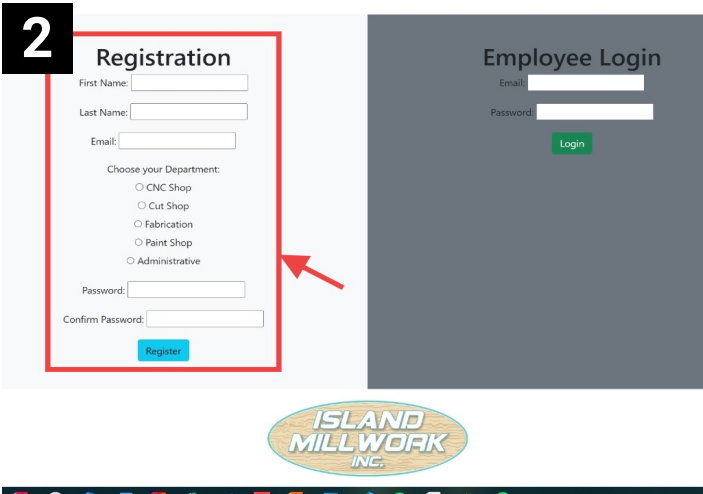 2
Registration
First Name:
Last Name:
Email:
Choose your Department:
CNC Shop
Cut Shop
Fabrication
Paint Shop
Administrative
Password:
Confirm Password:
Register
Employee Login
Email:
Password:
Login
ISLAND
MILLWORK
INC.